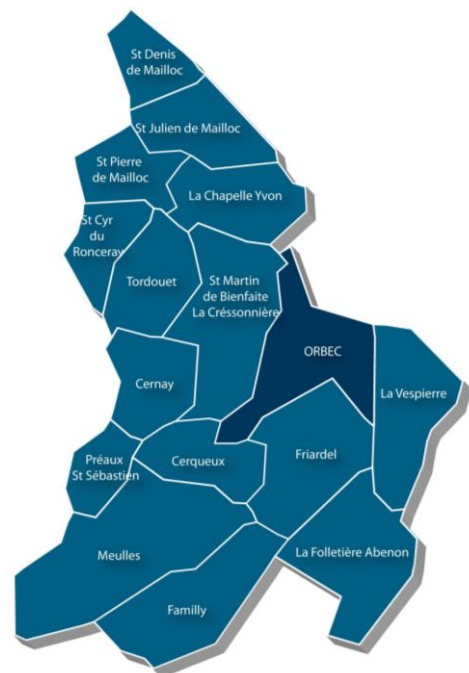 St Denis
de Mailloc
St Julien de Mailloc
St Pierre
de Mailloc
La Chapelle Yvon
St Cyr
du
Ronceray
Tordouet
St Martin
de Bienfaite
La Créssonnière
ORBEC
La Vespierre
Cernay
Préaux
St Sébastien
Cerqueux
Friardel
Meulles
La Folletière Abenon
Familly